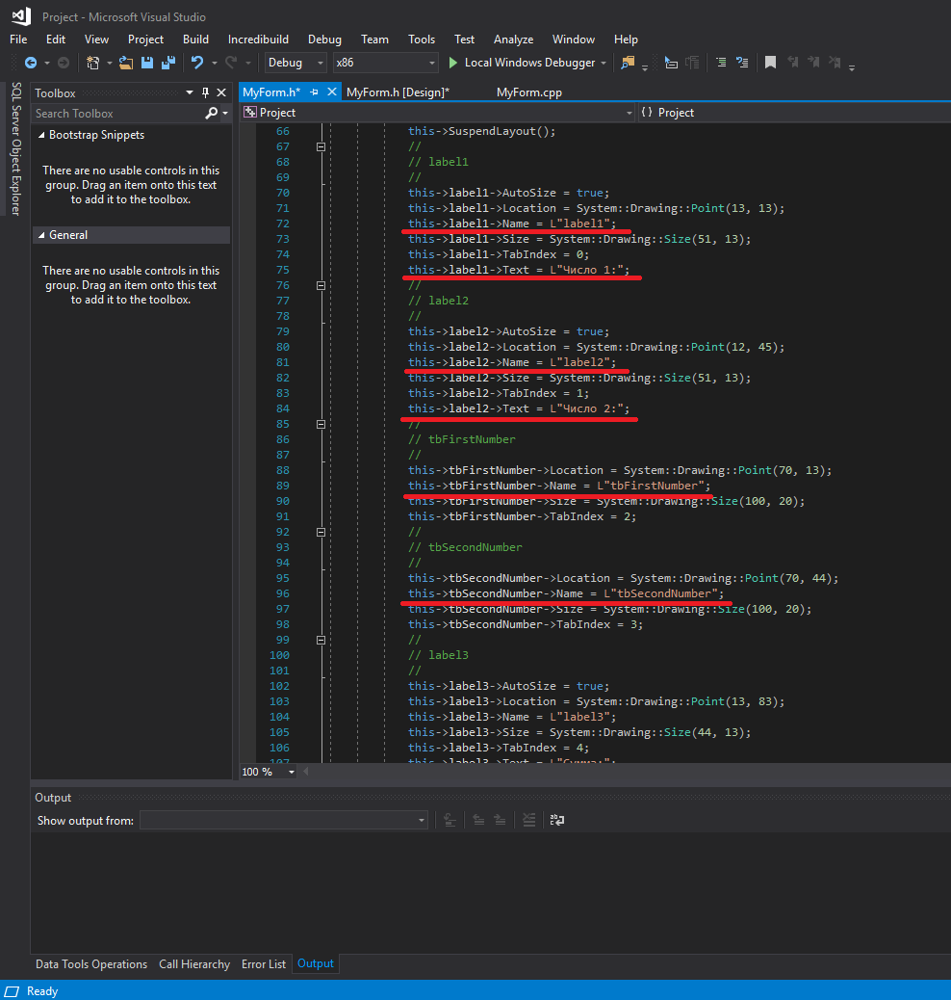 Project - Microsoft Visual Studio
File Edit View Project Build Incredibuild Debug Team Tools Test Analyze Window Help
Debug x86 Local Windows Debugger
SQL Server Object Explorer
Toolbox
Search Toolbox
Bootstrap Snippets
There are no usable controls in this
group. Drag an item onto this text
to add it to the toolbox.
General
There are no usable controls in this
group. Drag an item onto this text
to add it to the toolbox.
MyForm.h* MyForm.h [Design]* MyForm.cpp
Project {} Project
66 this->SuspendLayout();
67 //
68 // label1
69 //
70 this->label1->AutoSize = true;
71 this->label1->Location = System::Drawing::Point(13, 13);
72 this->label1->Name = L"label1";
73 this->label1->Size = System::Drawing::Size(51, 13);
74 this->label1->TabIndex = 0;
75 this->label1->Text = L"Число 1:";
76 //
77 // label2
78 //
79 this->label2->AutoSize = true;
80 this->label2->Location = System::Drawing::Point(12, 45);
81 this->label2->Name = L"label2";
82 this->label2->Size = System::Drawing::Size(51, 13);
83 this->label2->TabIndex = 1;
84 this->label2->Text = L"Число 2:";
85 //
86 // tbFirstNumber
87 //
88 this->tbFirstNumber->Location = System::Drawing::Point(70, 13);
89 this->tbFirstNumber->Name = L"tbFirstNumber";
90 this->tbFirstNumber->Size = System::Drawing::Size(100, 20);
91 this->tbFirstNumber->TabIndex = 2;
92 //
93 // tbSecondNumber
94 //
95 this->tbSecondNumber->Location = System::Drawing::Point(70, 44);
96 this->tbSecondNumber->Name = L"tbSecondNumber";
97 this->tbSecondNumber->Size = System::Drawing::Size(100, 20);
98 this->tbSecondNumber->TabIndex = 3;
99 //
100 // label3
101 //
102 this->label3->AutoSize = true;
103 this->label3->Location = System::Drawing::Point(13, 83);
104 this->label3->Name = L"label3";
105 this->label3->Size = System::Drawing::Size(44, 13);
106 this->label3->TabIndex = 4;
107 this->label3->Text = L"Сумма:";
100 %
Output
Show output from:
Data Tools Operations Call Hierarchy Error List Output
Ready